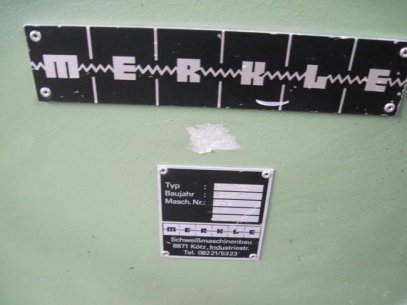 MERKLE
Typ :
Baujahr :
Masch. Nr.:
MERKLE
Schweißmaschinenbau
8871 Kötz, Industriestr.
Tel. 08221/5323